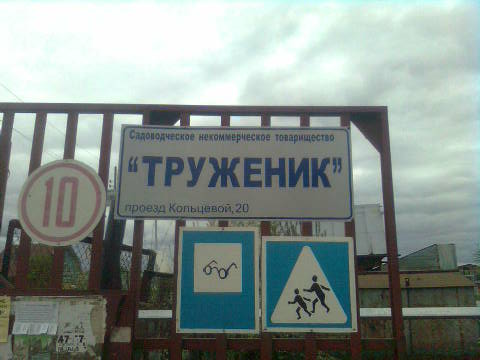 Садоводческое некоммерческое товарищество
"ТРУЖЕНИК"
проезд Кольцевой, 20
10